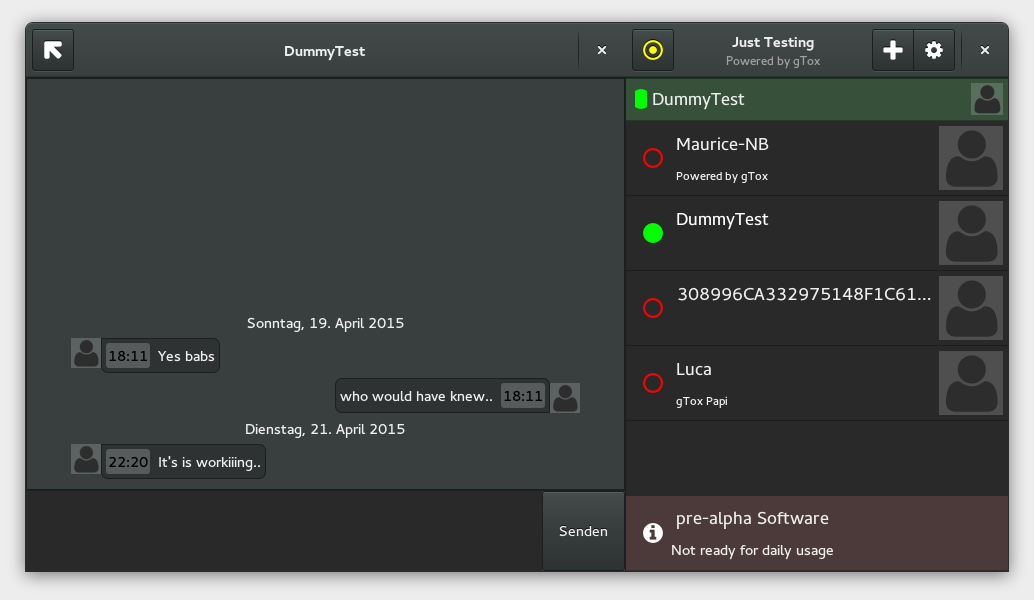 DummyTest
Sonntag, 19. April 2015
18:11 Yes babs
who would have knew.. 18:11
Dienstag, 21. April 2015
22:20 It's is workiiing..
Senden
Just Testing
Powered by gTox
DummyTest
Maurice-NB
Powered by gTox
DummyTest
308996CA332975148F1C61...
Luca
gTox Papi
pre-alpha Software
Not ready for daily usage